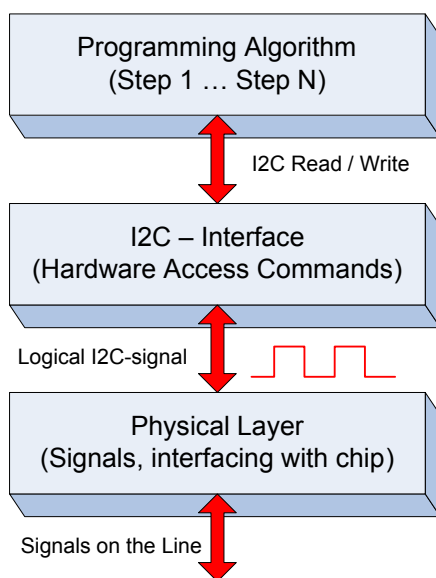 Programming Algorithm
(Step 1 … Step N)
I2C Read / Write
I2C – Interface
(Hardware Access Commands)
Logical I2C-signal
Physical Layer
(Signals, interfacing with chip)
Signals on the Line